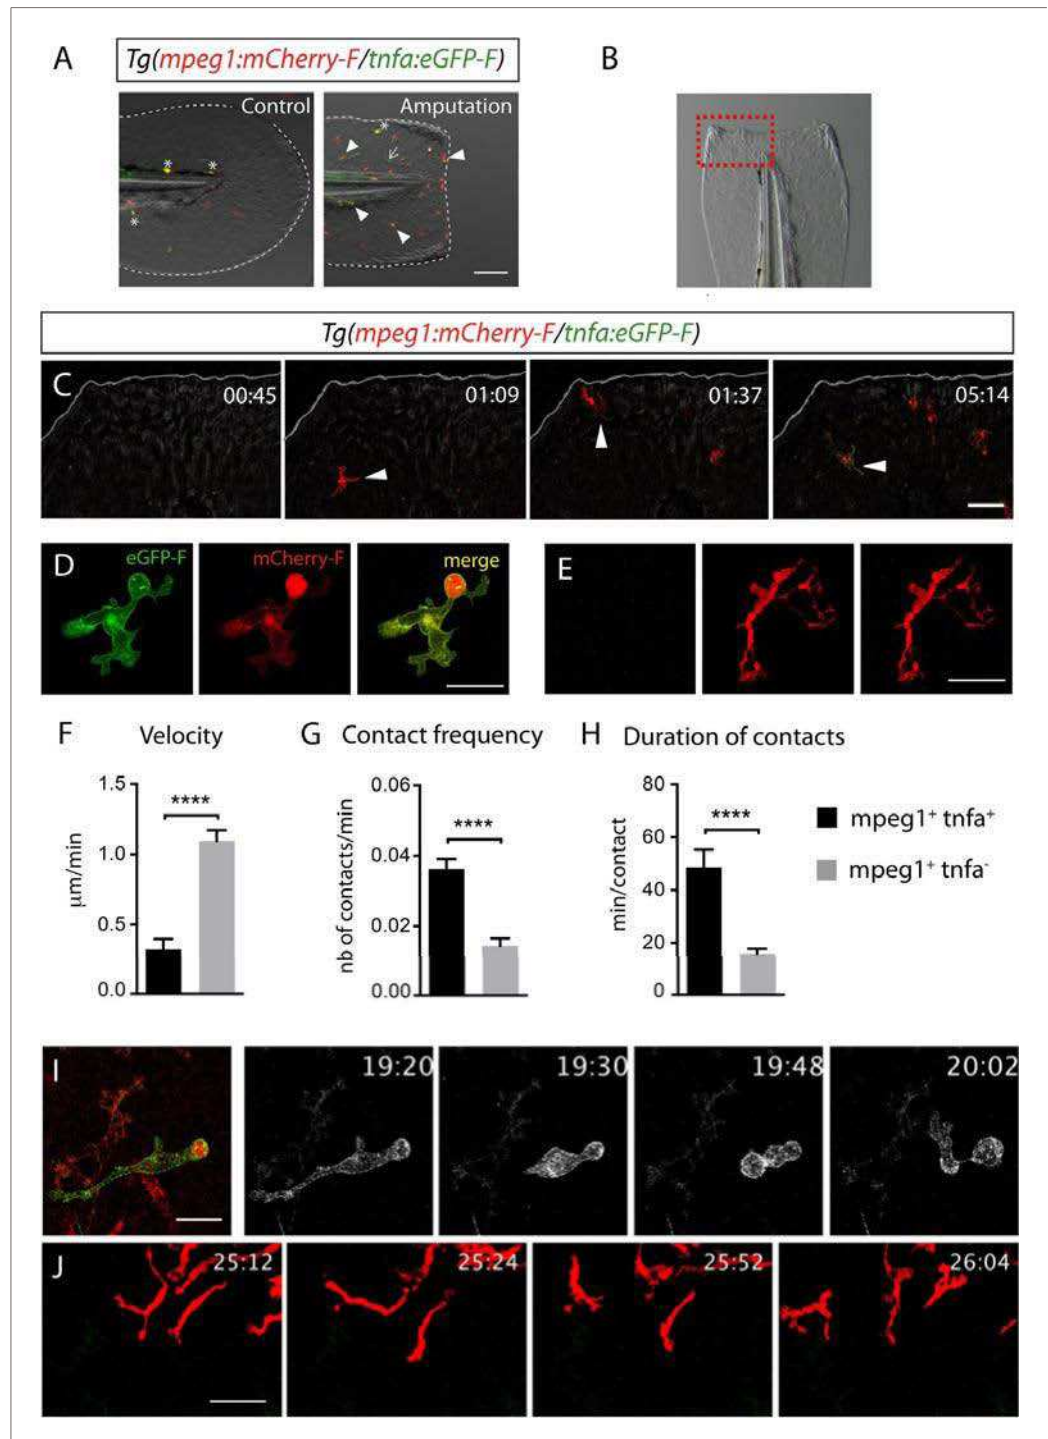 A
Tg(mpeg1:mCherry-F/tnfa:eGFP-F)
B
Control
Amputation
*
*
*
*
Tg(mpeg1:mCherry-F/tnfa:eGFP-F)
C
00:45
01:09
01:37
05:14
D
eGFP-F
mCherry-F
merge
E
F
Velocity
G
Contact frequency
H
Duration of contacts
µm/min
1.5
1.0
0.5
0.0
****
nb of contacts/min
0.06
0.04
0.02
0.00
****
min/contact
80
60
40
20
0
****
mpeg1⁺ tnfa⁺
mpeg1⁺ tnfa⁻
I
19:20
19:30
19:48
20:02
J
25:12
25:24
25:52
26:04